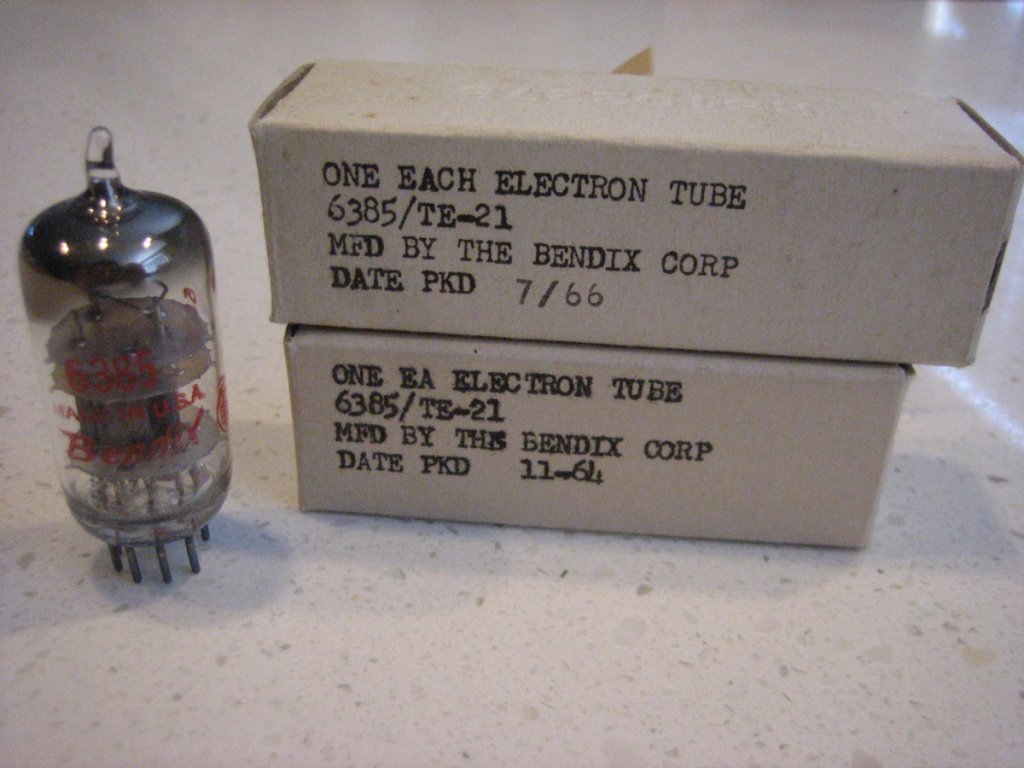 ONE EACH ELECTRON TUBE
6385/TE-21
MFD BY THE BENDIX CORP
DATE PKD 7/66
ONE EA ELECTRON TUBE
6385/TE-21
MFD BY THE BENDIX CORP
DATE PKD 11-64
6385
MADE IN U.S.A.
Bendix